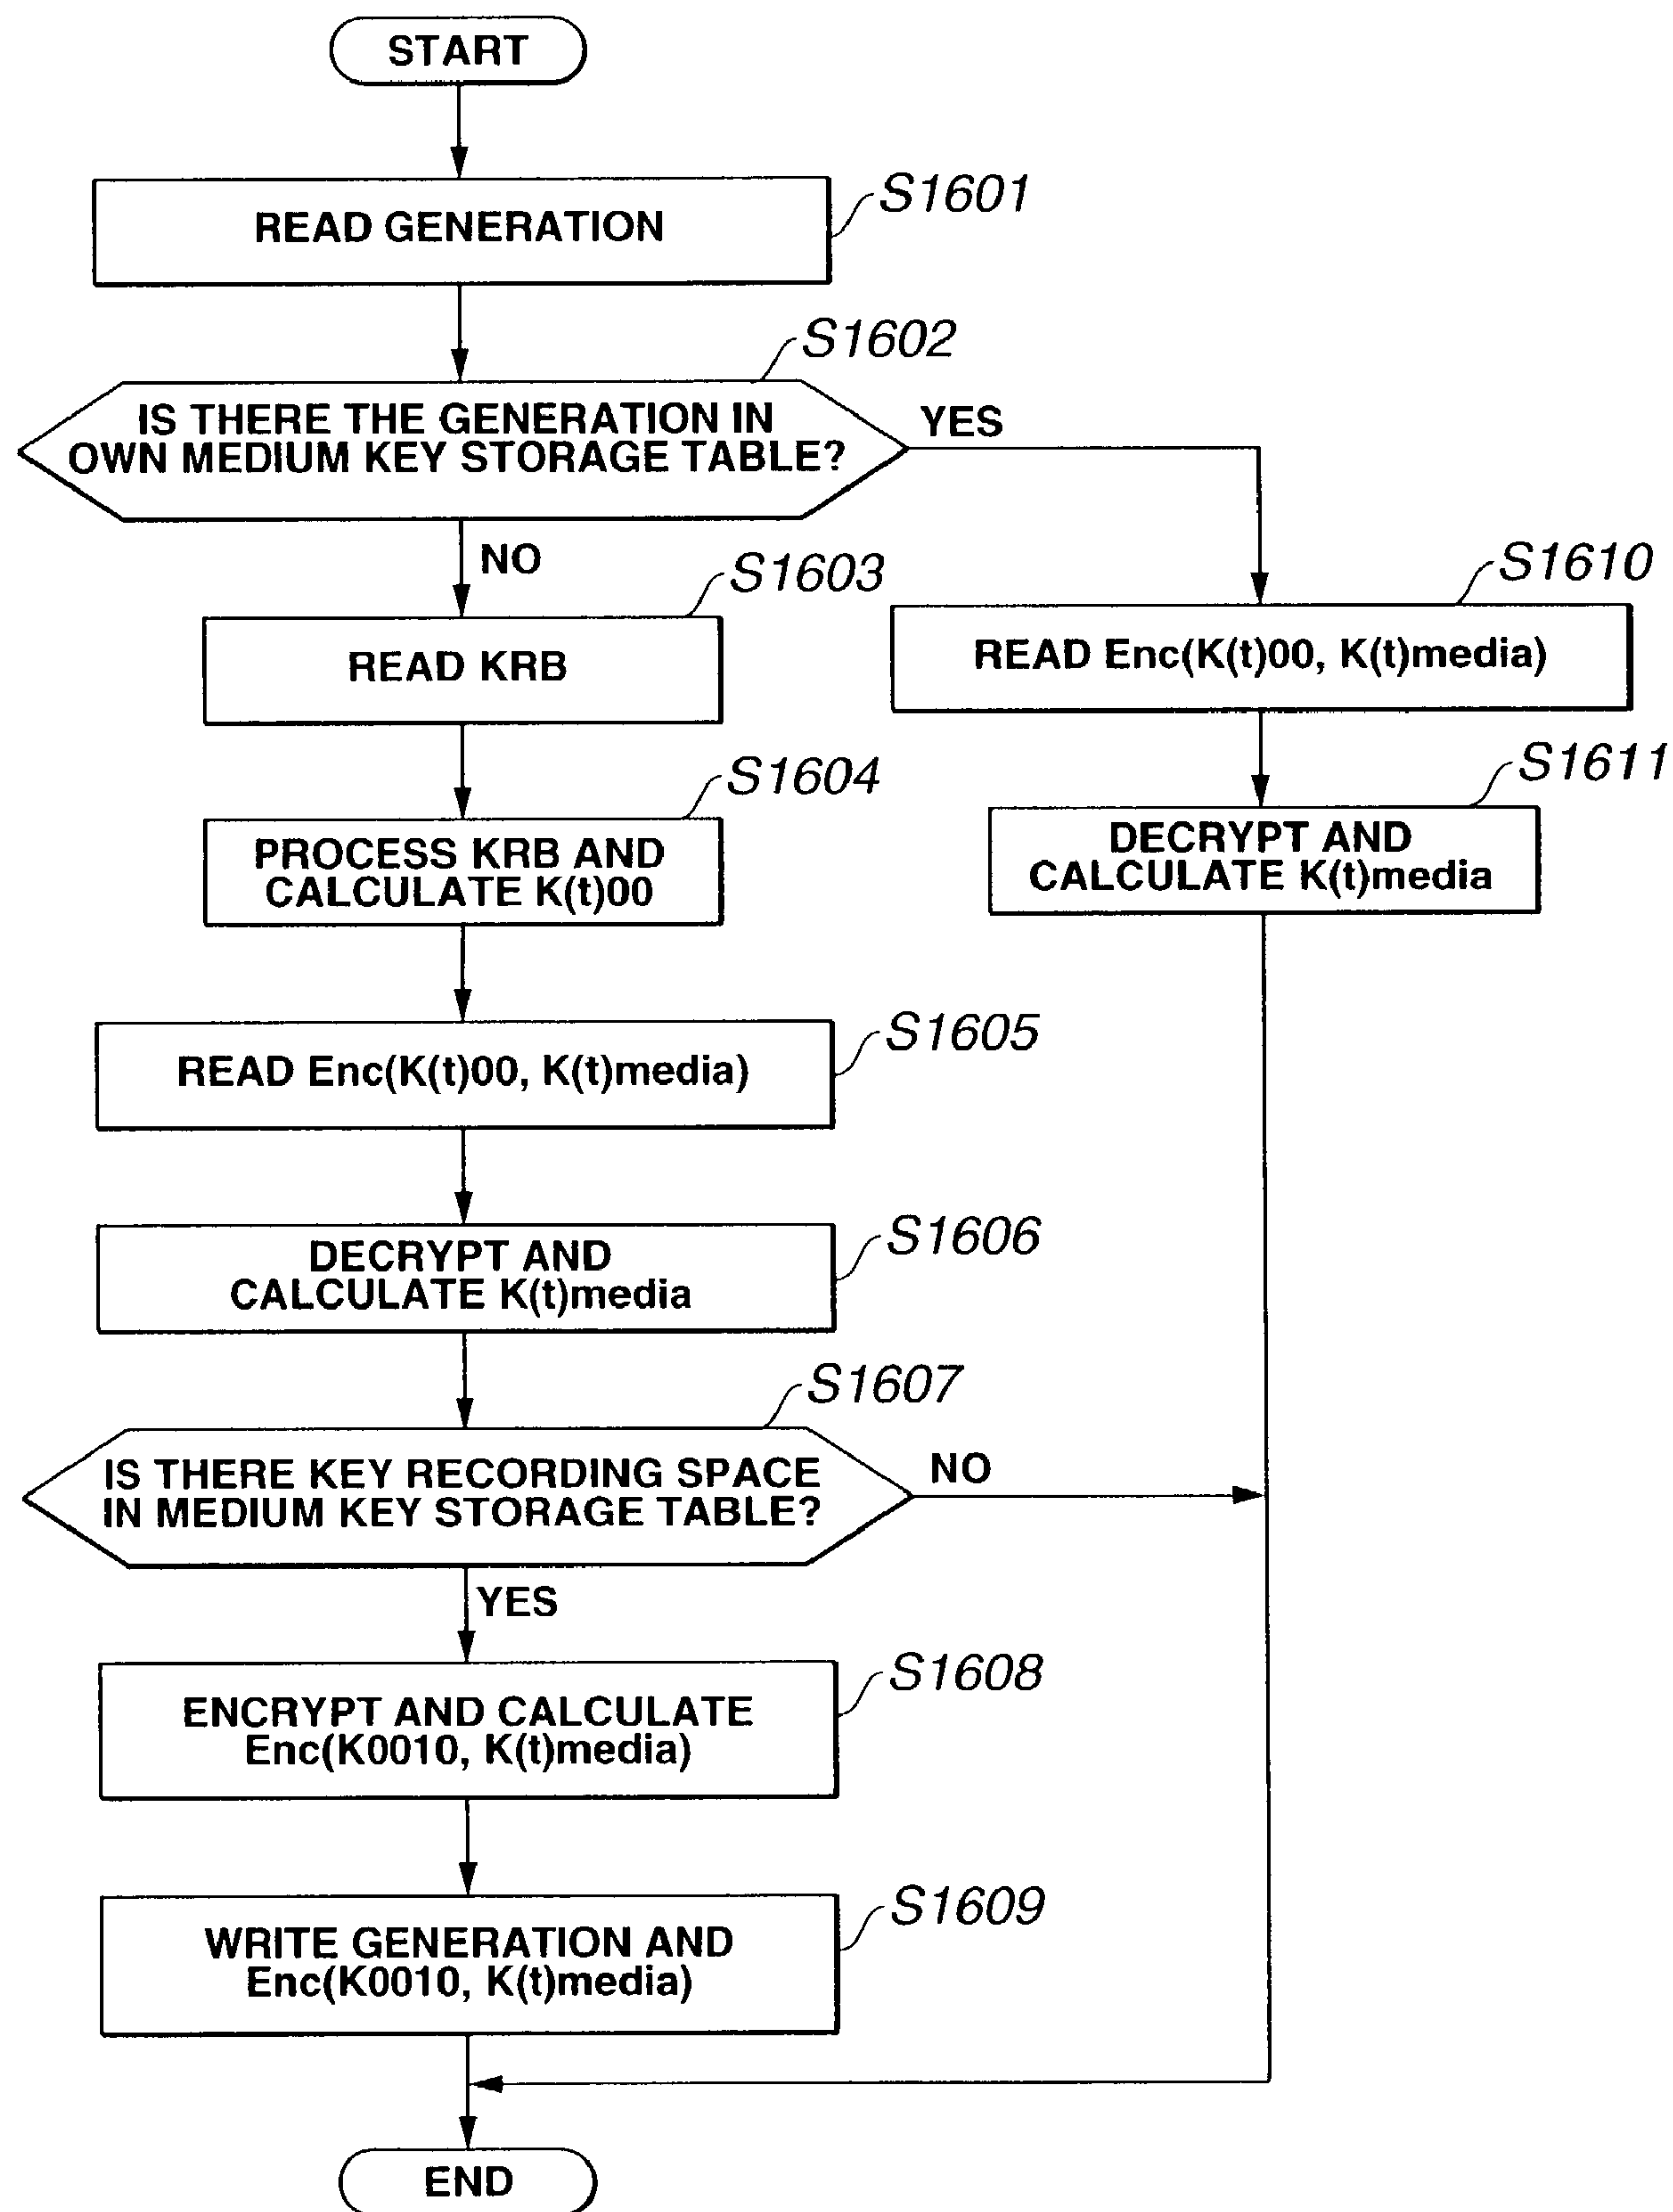 START
READ GENERATION
S1601
S1602
IS THERE THE GENERATION IN
OWN MEDIUM KEY STORAGE TABLE?
YES
NO
S1603
READ KRB
S1610
READ Enc(K(t)00, K(t)media)
S1604
PROCESS KRB AND
CALCULATE K(t)00
S1611
DECRYPT AND
CALCULATE K(t)media
S1605
READ Enc(K(t)00, K(t)media)
S1606
DECRYPT AND
CALCULATE K(t)media
S1607
IS THERE KEY RECORDING SPACE
IN MEDIUM KEY STORAGE TABLE?
NO
YES
S1608
ENCRYPT AND CALCULATE
Enc(K0010, K(t)media)
S1609
WRITE GENERATION AND
Enc(K0010, K(t)media)
END